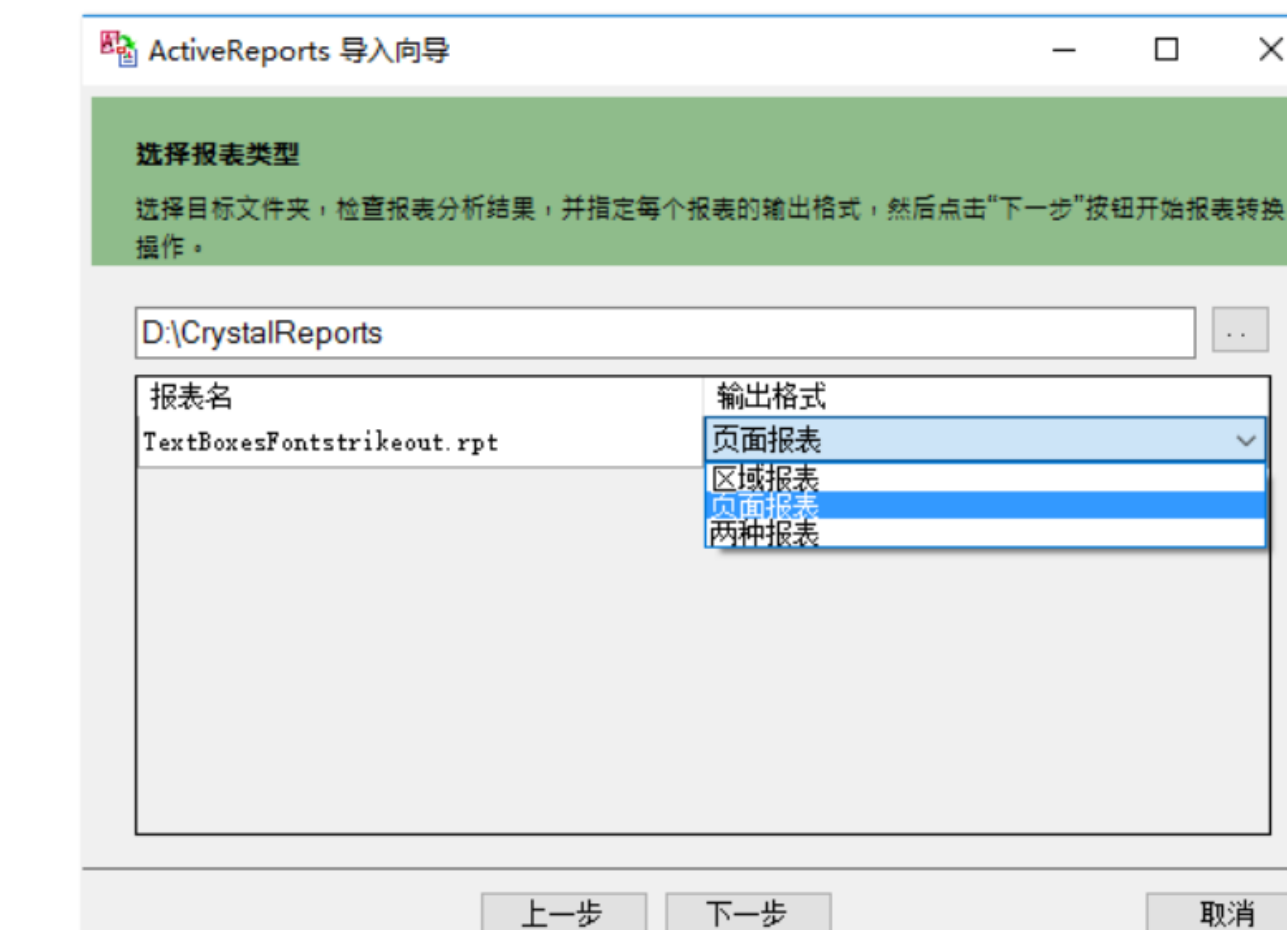 ActiveReports 导入向导
选择报表类型
选择目标文件夹，检查报表分析结果，并指定每个报表的输出格式，然后点击“下一步”按钮开始报表转换
操作。
D:\CrystalReports
..
报表名 输出格式
TextBoxesFontstrikeout.rpt 页面报表
区域报表
页面报表
两种报表
上一步 下一步 取消